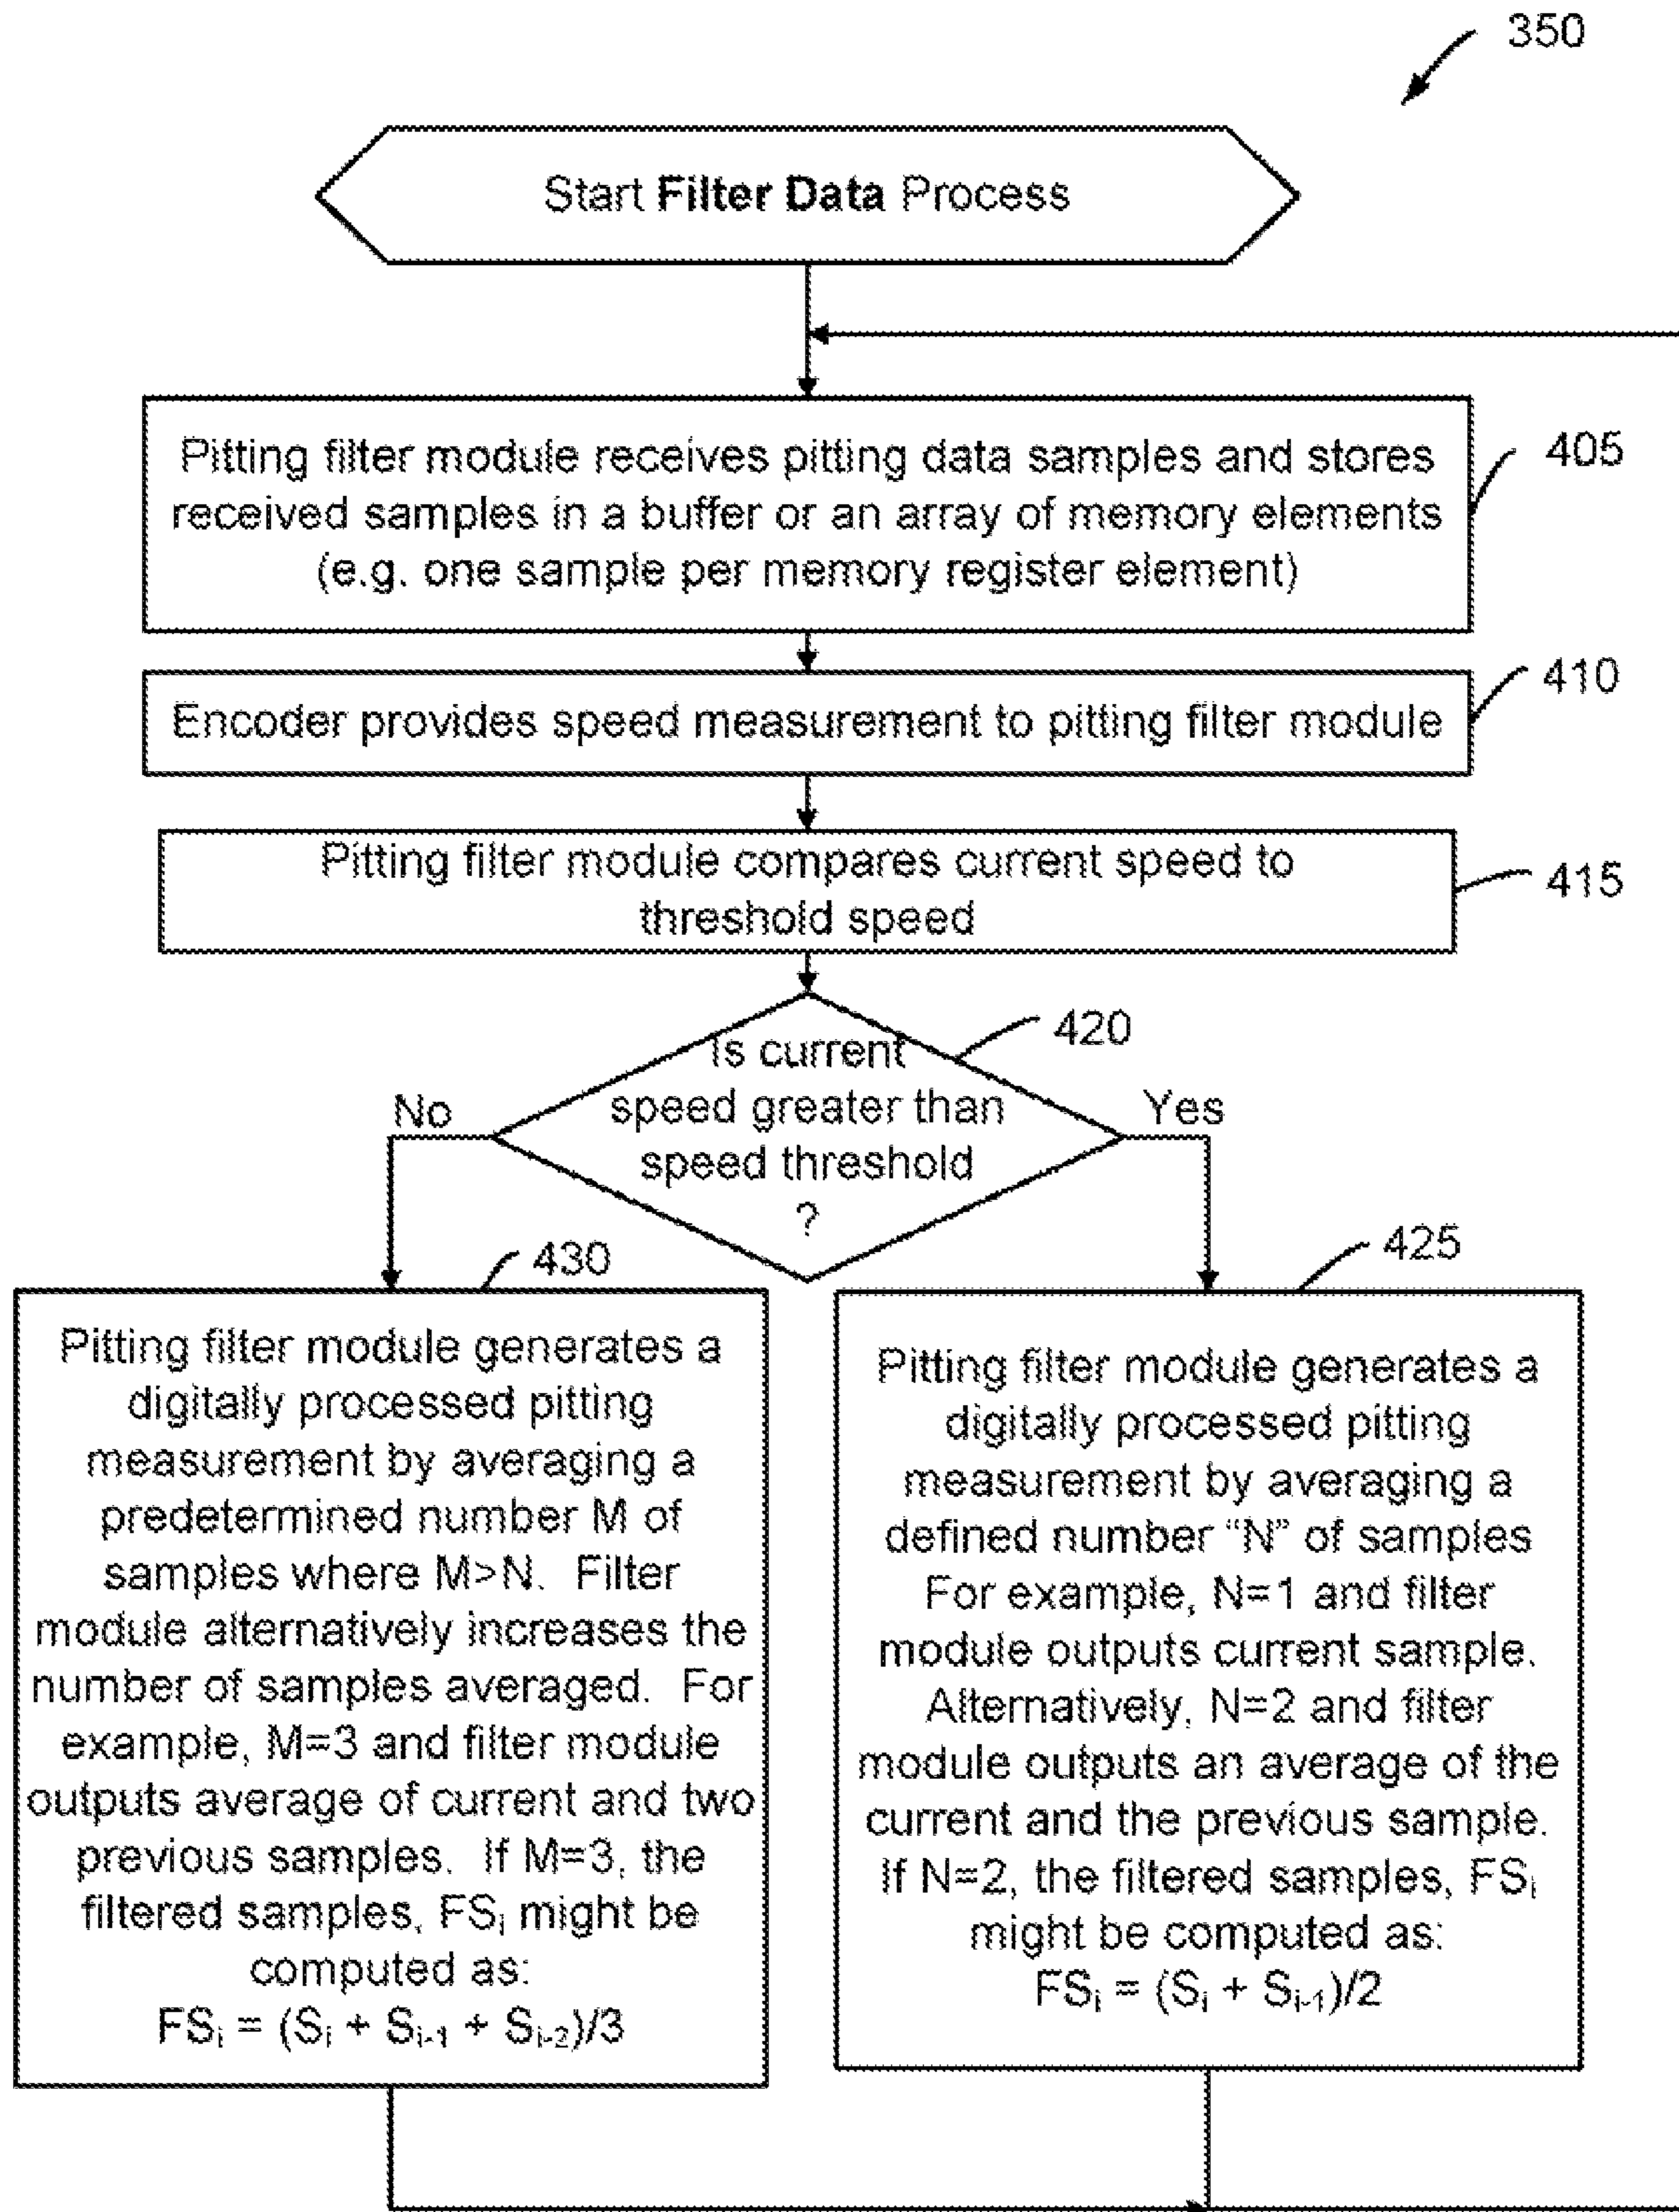 350
Start Filter Data Process
Pitting filter module receives pitting data samples and stores
received samples in a buffer or an array of memory elements
(e.g. one sample per memory register element)
405
Encoder provides speed measurement to pitting filter module
410
Pitting filter module compares current speed to
threshold speed
415
Is current
speed greater than
speed threshold
?
420
No
Yes
430
Pitting filter module generates a
digitally processed pitting
measurement by averaging a
predetermined number M of
samples where M>N. Filter
module alternatively increases the
number of samples averaged. For
example, M=3 and filter module
outputs average of current and two
previous samples. If M=3, the
filtered samples, FSᵢ might be
computed as:
FSᵢ = (Sᵢ + Sᵢ₋₁ + Sᵢ₋₂)/3
425
Pitting filter module generates a
digitally processed pitting
measurement by averaging a
defined number “N” of samples
For example, N=1 and filter
module outputs current sample.
Alternatively, N=2 and filter
module outputs an average of the
current and the previous sample.
If N=2, the filtered samples, FSᵢ
might be computed as:
FSᵢ = (Sᵢ + Sᵢ₋₁)/2